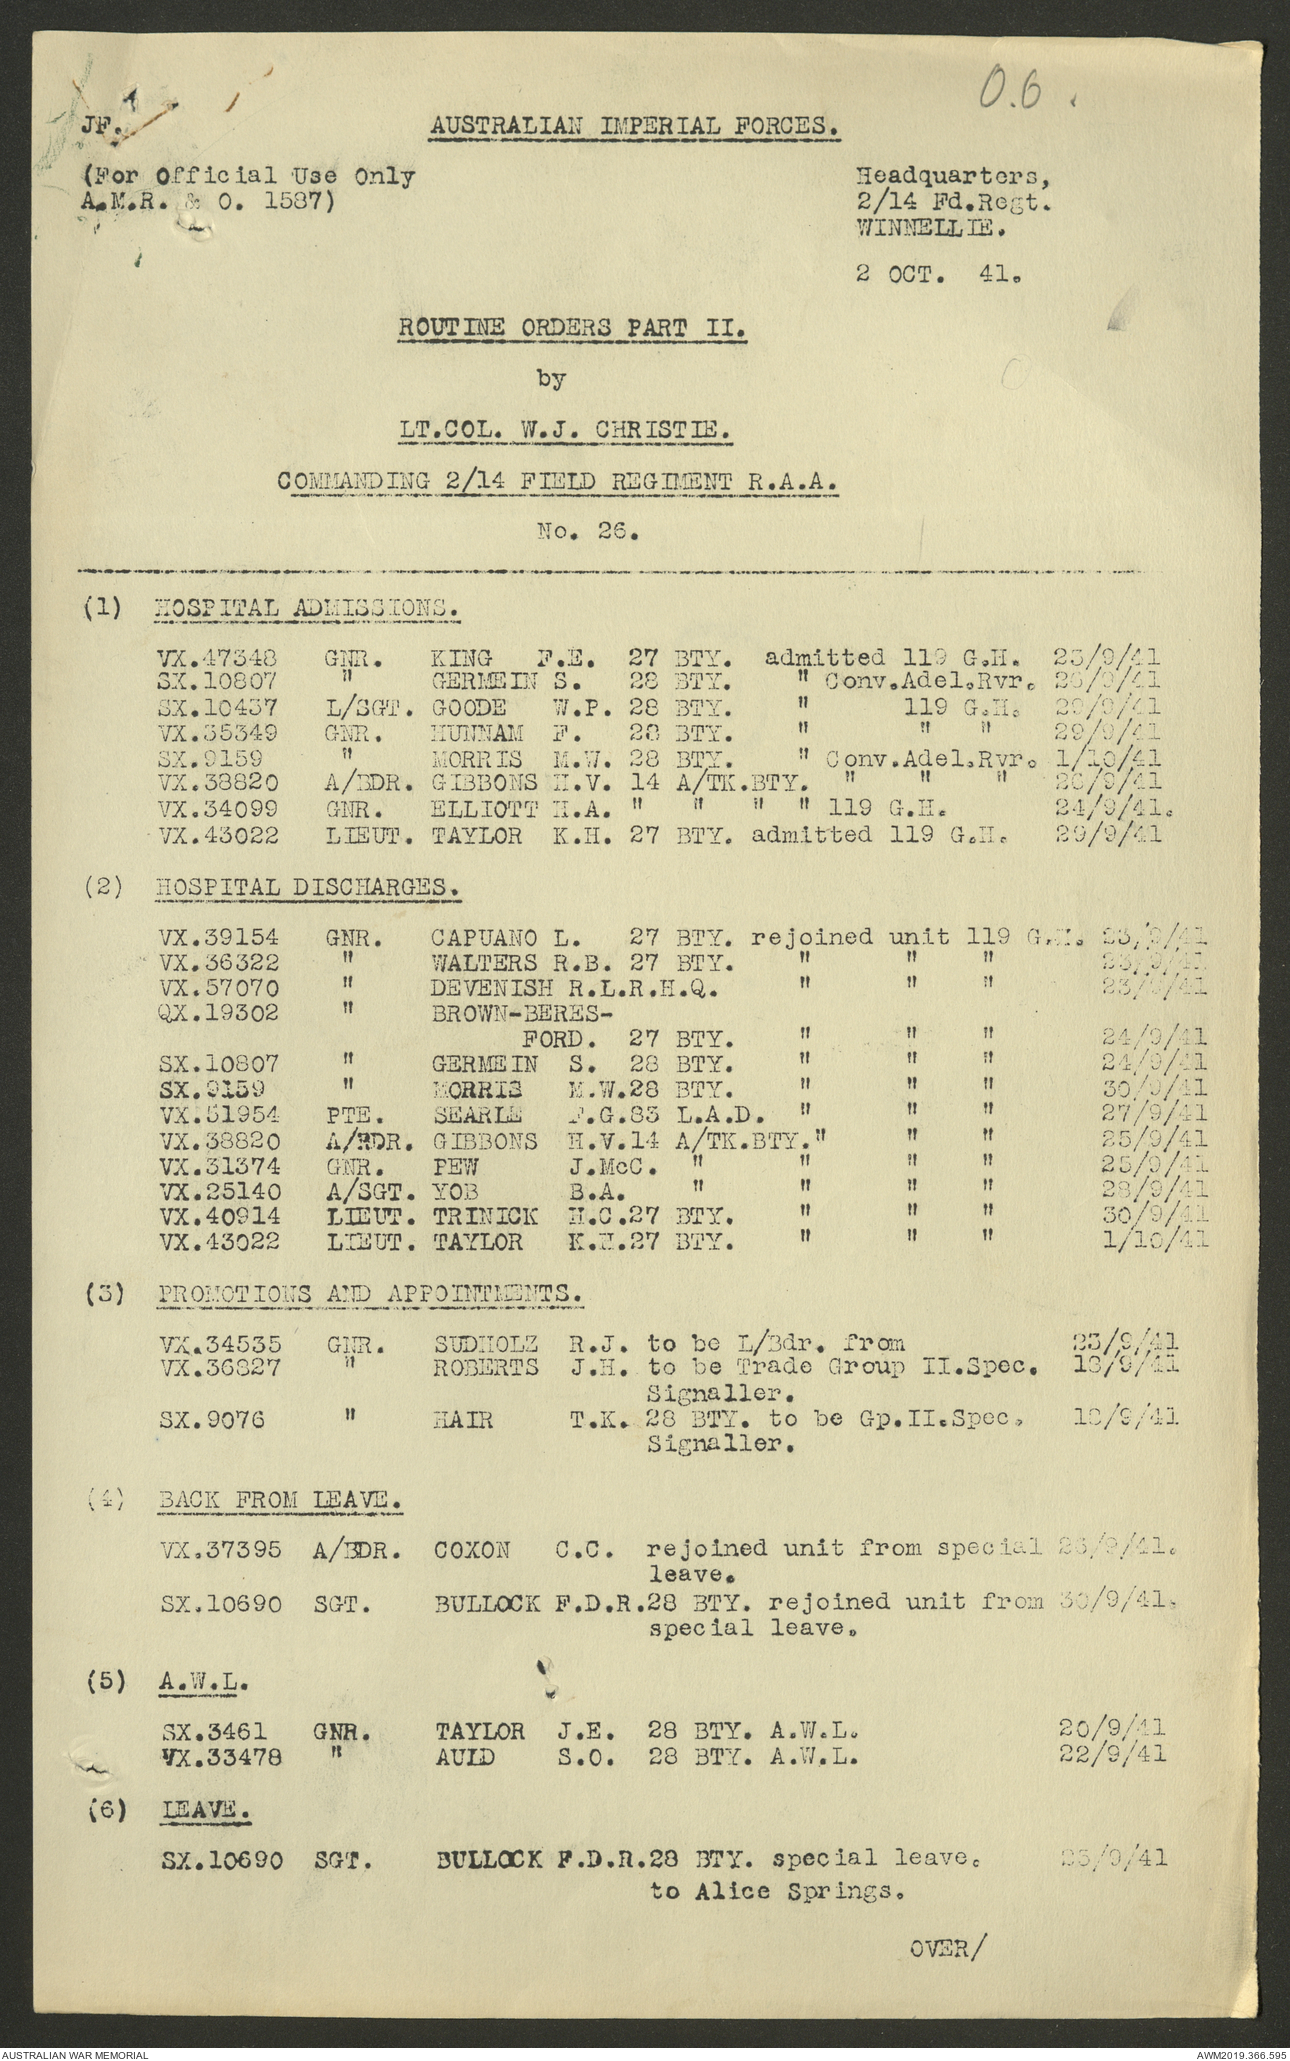 O.6.
JF.
AUSTRALIAN IMPERIAL FORCES.
(For Official Use Only
A.M.R. & O. 1587)
Headquarters,
2/14 Fd.Regt.
WINNELLIE.
2 OCT. 41.
ROUTINE ORDERS PART II.
by
LT.COL. W.J. CHRISTIE.
COMMANDING 2/14 FIELD REGIMENT R.A.A.
No. 26.
(1) HOSPITAL ADMISSIONS.
VX.47348 GNR. KING F.E. 27 BTY. admitted 119 G.H. /9/41
SX.10807 " GERMEIN S. 28 BTY. " Conv.Adel.Rvr. /9/41
SX.10437 L/SGT. GOODE W.P. 28 BTY. " 119 G.H. 29/9/41
VX.35349 GNR. HUNNAM F. 28 BTY. " " " 29/9/41
SX.9159 " MORRIS M.W. 28 BTY. " Conv.Adel.Rvr. 1/10/41
VX.38820 A/BDR. GIBBONS H.V. 14 A/TK.BTY. " " " /9/41
VX.34099 GNR. ELLIOTT H.A. " " " " 119 G.H. 24/9/41.
VX.43022 LIEUT. TAYLOR K.H. 27 BTY. admitted 119 G.H. 29/9/41
(2) HOSPITAL DISCHARGES.
VX.39154 GNR. CAPUANO L. 27 BTY. rejoined unit 119 G.H. 23/9/41
VX.36322 " WALTERS R.B. 27 BTY. " " " 23/9/41
VX.57070 " DEVENISH R.L.R.H.Q. " " " 23/9/41
QX.19302 " BROWN-BERES-
FORD. 27 BTY. " " " 24/9/41
SX.10807 " GERMEIN S. 28 BTY. " " " 24/9/41
SX.9159 " MORRIS M.W.28 BTY. " " " 30/9/41
VX.51954 PTE. SEARLE F.G.83 L.A.D. " " " 27/9/41
VX.38820 A/BDR. GIBBONS H.V.14 A/TK.BTY." " " 25/9/41
VX.31374 GNR. PEW J.McC. " " " " 25/9/41
VX.25140 A/SGT. YOB B.A. " " " " 28/9/41
VX.40914 LIEUT. TRINICK H.C.27 BTY. " " " 30/9/41
VX.43022 LIEUT. TAYLOR K.H.27 BTY. " " " 1/10/41
(3) PROMOTIONS AND APPOINTMENTS.
VX.34535 GNR. SUDHOLZ R.J. to be L/Bdr. from 23/9/41
VX.36827 " ROBERTS J.H. to be Trade Group II.Spec. 18/9/41
Signaller.
SX.9076 " HAIR T.K. 28 BTY. to be Gp.II.Spec. 18/9/41
Signaller.
(4) BACK FROM LEAVE.
VX.37395 A/BDR. COXON C.C. rejoined unit from special /9/41.
leave.
SX.10690 SGT. BULLOCK F.D.R.28 BTY. rejoined unit from 30/9/41.
special leave.
(5) A.W.L.
SX.3461 GNR. TAYLOR J.E. 28 BTY. A.W.L. 20/9/41
VX.33478 " AULD S.O. 28 BTY. A.W.L. 22/9/41
(6) LEAVE.
SX.10690 SGT. BULLOCK F.D.R.28 BTY. special leave. /9/41
to Alice Springs.
OVER/
AUSTRALIAN WAR MEMORIAL
AWM2019.366.595